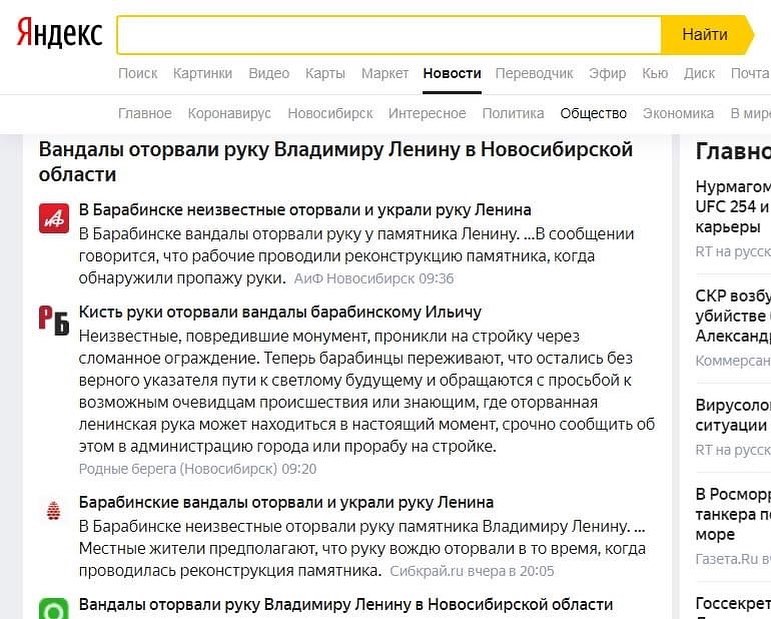 Яндекс
Найти
Поиск Картинки Видео Карты Маркет Новости Переводчик Эфир Кью Диск Почта
Главное Коронавирус Новосибирск Интересное Политика Общество Экономика В мире
Вандалы оторвали руку Владимиру Ленину в Новосибирской
области
АиФ
В Барабинске неизвестные оторвали и украли руку Ленина
В Барабинске вандалы оторвали руку у памятника Ленину. ...В сообщении
говорится, что рабочие проводили реконструкцию памятника, когда
обнаружили пропажу руки. АиФ Новосибирск 09:36
РБ
Кисть руки оторвали вандалы барабинскому Ильичу
Неизвестные, повредившие монумент, проникли на стройку через
сломанное ограждение. Теперь барабинцы переживают, что остались без
верного указателя пути к светлому будущему и обращаются с просьбой к
возможным очевидцам происшествия или знающим, где оторванная
ленинская рука может находиться в настоящий момент, срочно сообщить об
этом в администрацию города или прорабу на стройке.
Родные берега (Новосибирск) 09:20
Барабинские вандалы оторвали и украли руку Ленина
В Барабинске неизвестные оторвали руку памятника Владимиру Ленину. ...
Местные жители предполагают, что руку вождю оторвали в то время, когда
проводилась реконструкция памятника. Сибкрай.ru вчера в 20:05
Вандалы оторвали руку Владимиру Ленину в Новосибирской области
Главно
Нурмагом
UFC 254 и
карьеры
RT на русск
СКР возбу
убийстве
Александр
Коммерсан
Вирусоло
ситуации
RT на русск
В Росморр
танкера по
море
Газета.Ru в
Госсекрет